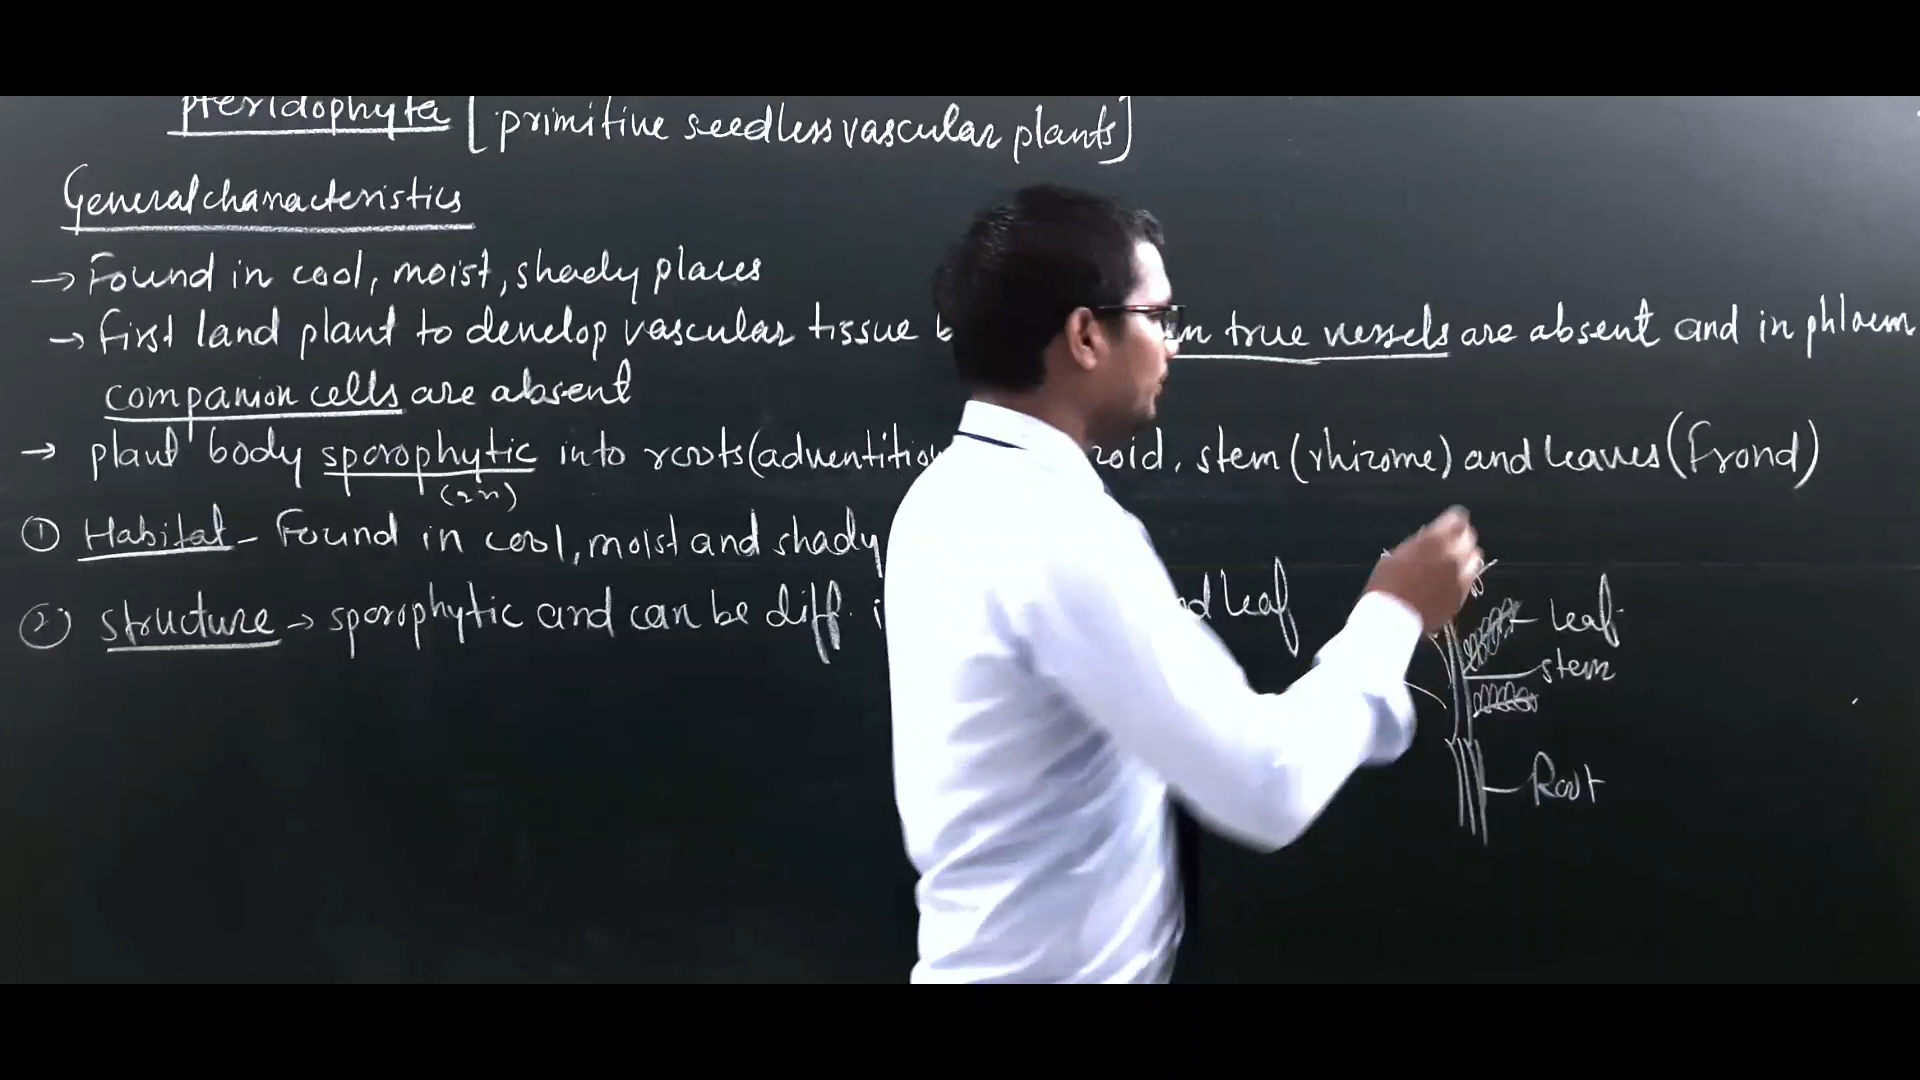 Pteridophyta [primitive seedless vascular plants]
General characteristics
→ Found in cool, moist, shady places
→ First land plant to develop vascular tissue true vessels are absent and in phloem
companion cells are absent
→ plant body sporophytic into roots (adventitiou zoid, stem (rhizome) and leaves (Frond)
(2n)
① Habitat - Found in cool, moist and shady
② Structure → sporophytic and can be diff. leaf
leaf
stem
Root